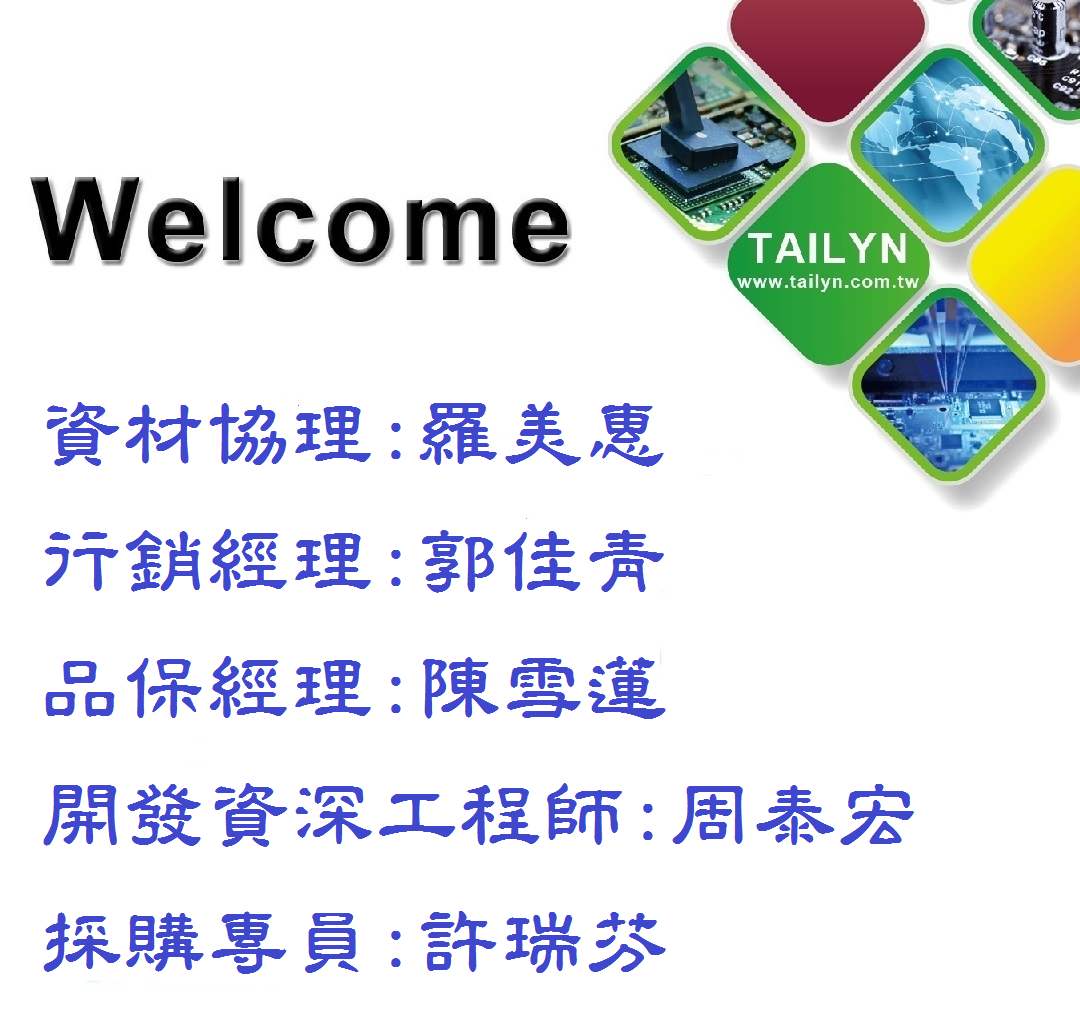 TAILYN
www.tailyn.com.tw
Welcome
資材協理:羅美惠
行銷經理:郭佳青
品保經理:陳雪蓮
開發資深工程師:周泰宏
採購專員:許瑞芬